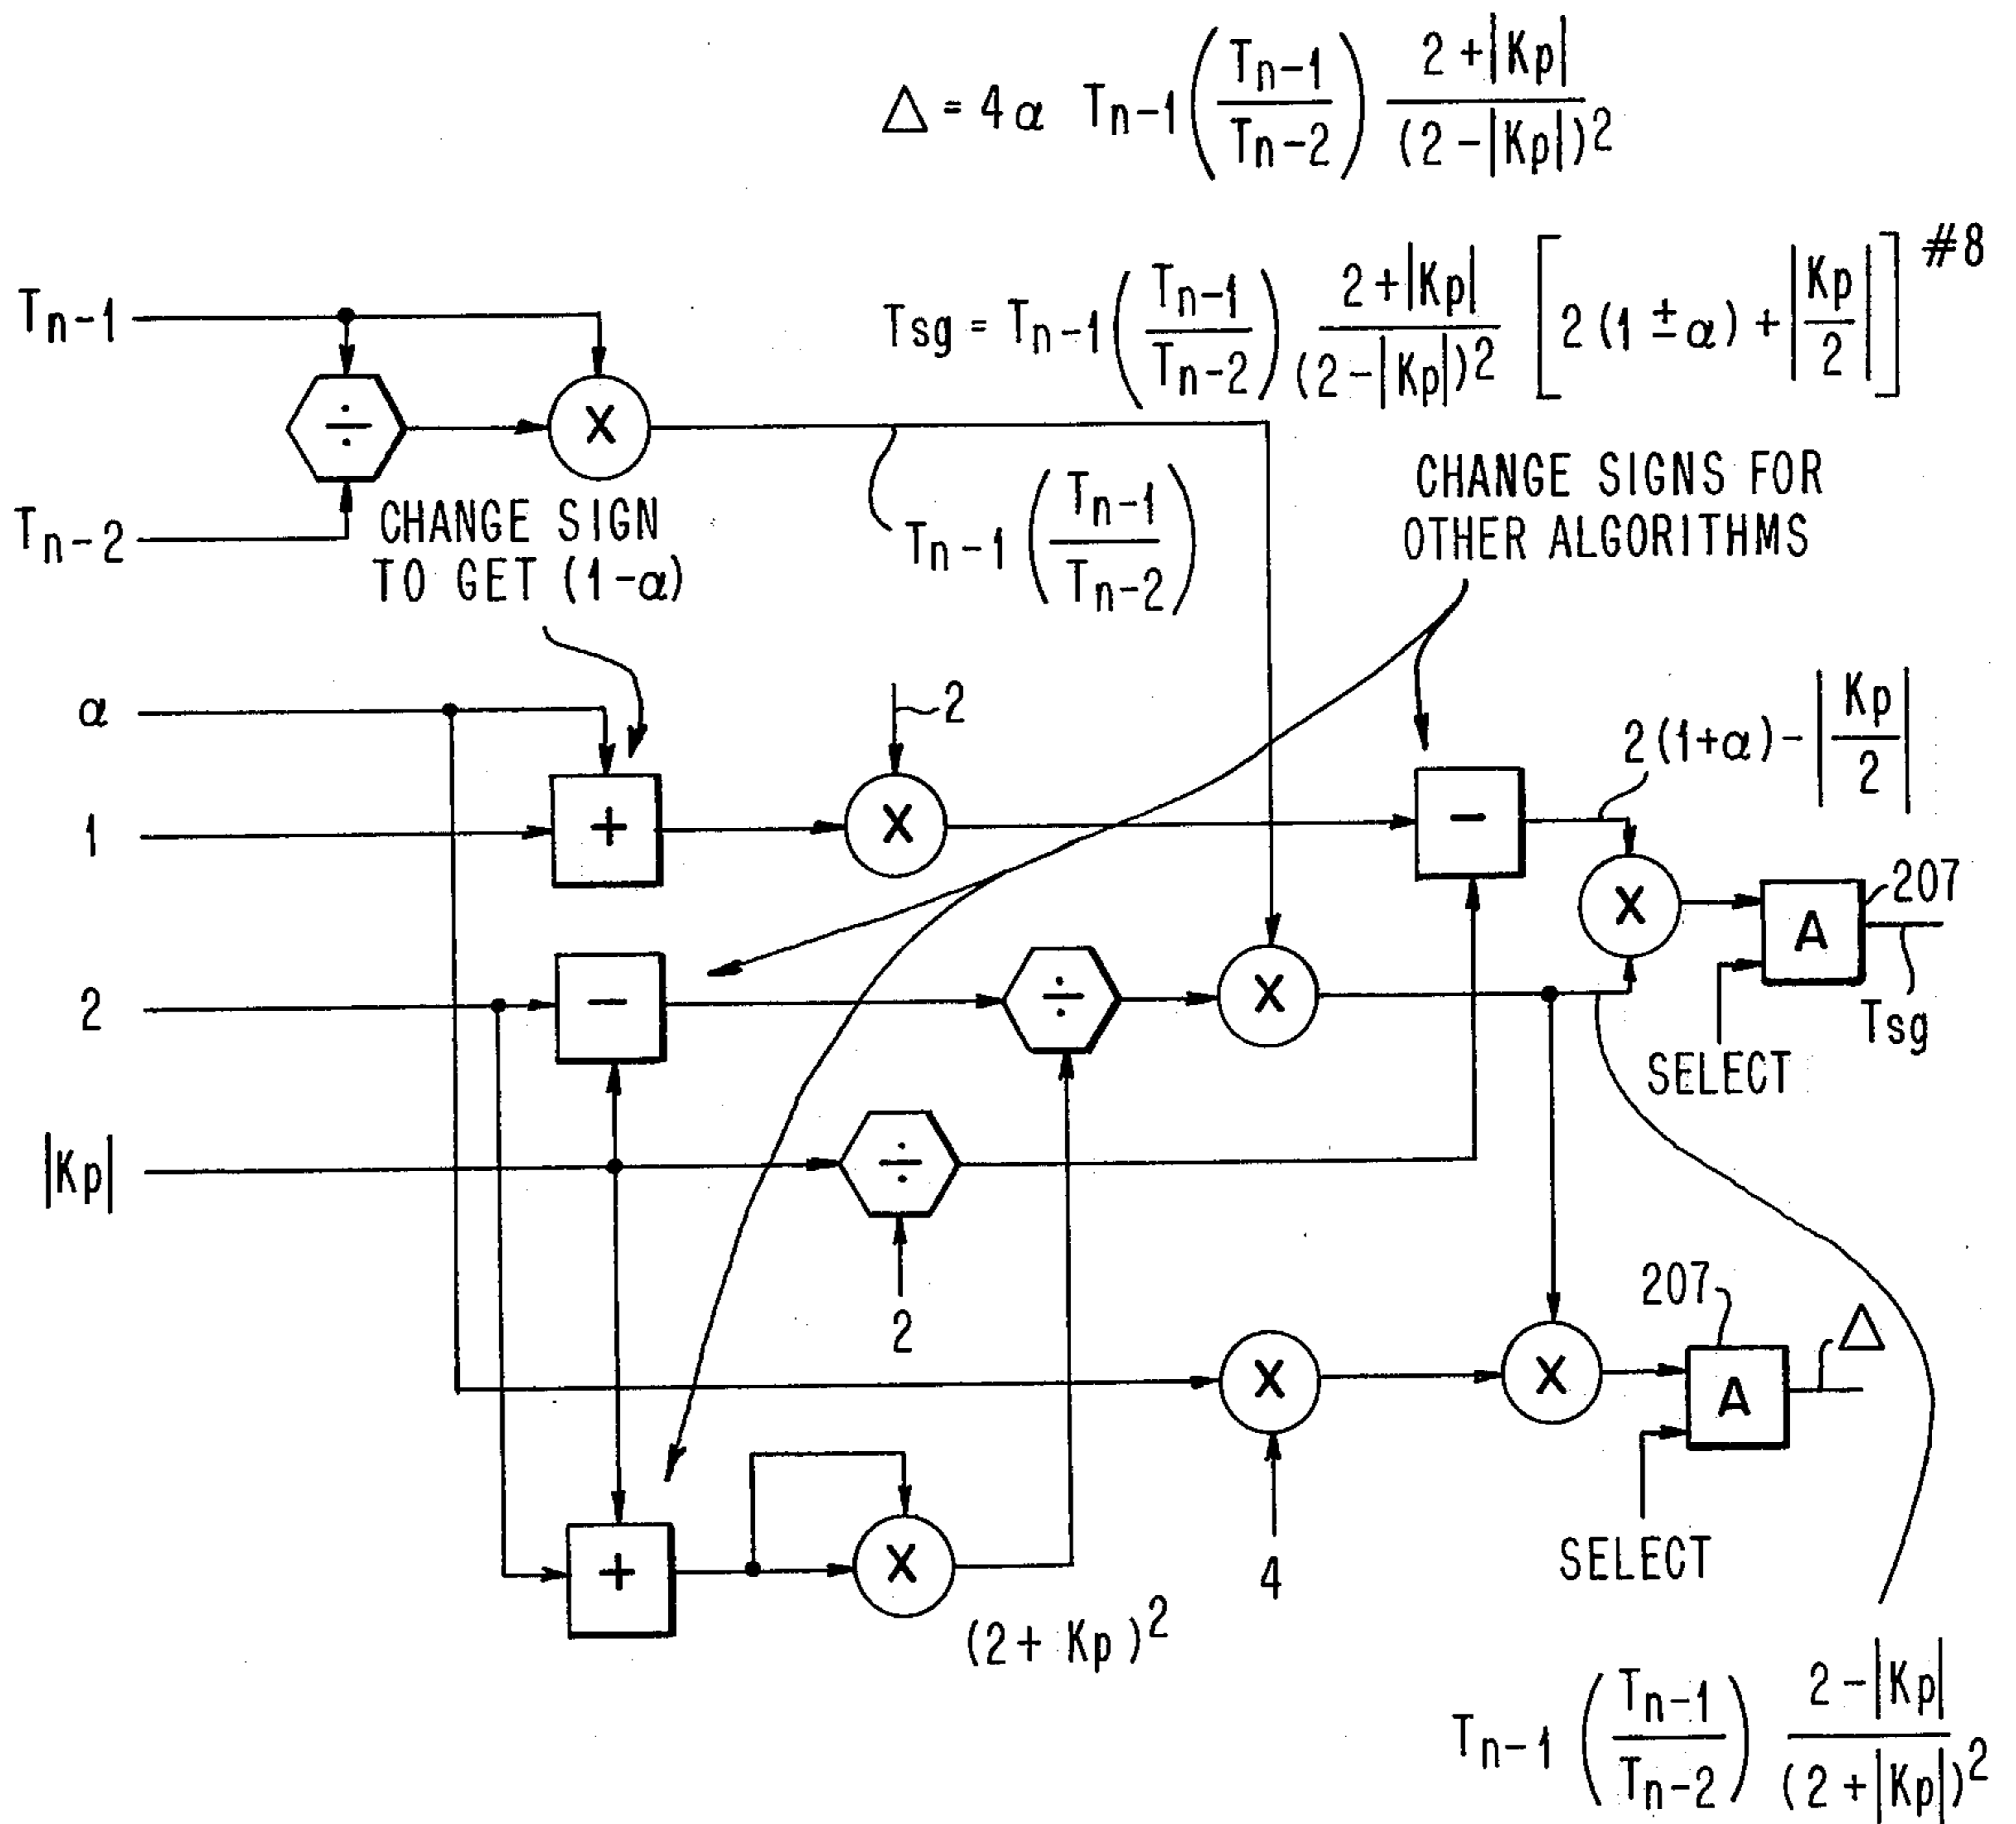 Δ = 4α Tn-1 (Tn-1 / Tn-2) 2+|Kp| / (2-|Kp|)2
Tsg = Tn-1 (Tn-1 / Tn-2) 2+|Kp| / (2-|Kp|)2 [2(1±α)+|Kp/2|] #8
Tn-1
÷
X
Tn-2
CHANGE SIGN
TO GET (1-α)
Tn-1 (Tn-1 / Tn-2)
CHANGE SIGNS FOR
OTHER ALGORITHMS
α
2
2(1+α)-|Kp/2|
1
+
X
-
X
207
A
Tsg
SELECT
2
-
÷
X
|Kp|
÷
2
207
Δ
X
X
A
4
SELECT
+
X
(2+ Kp)2
Tn-1 (Tn-1 / Tn-2) 2-|Kp| / (2+|Kp|)2